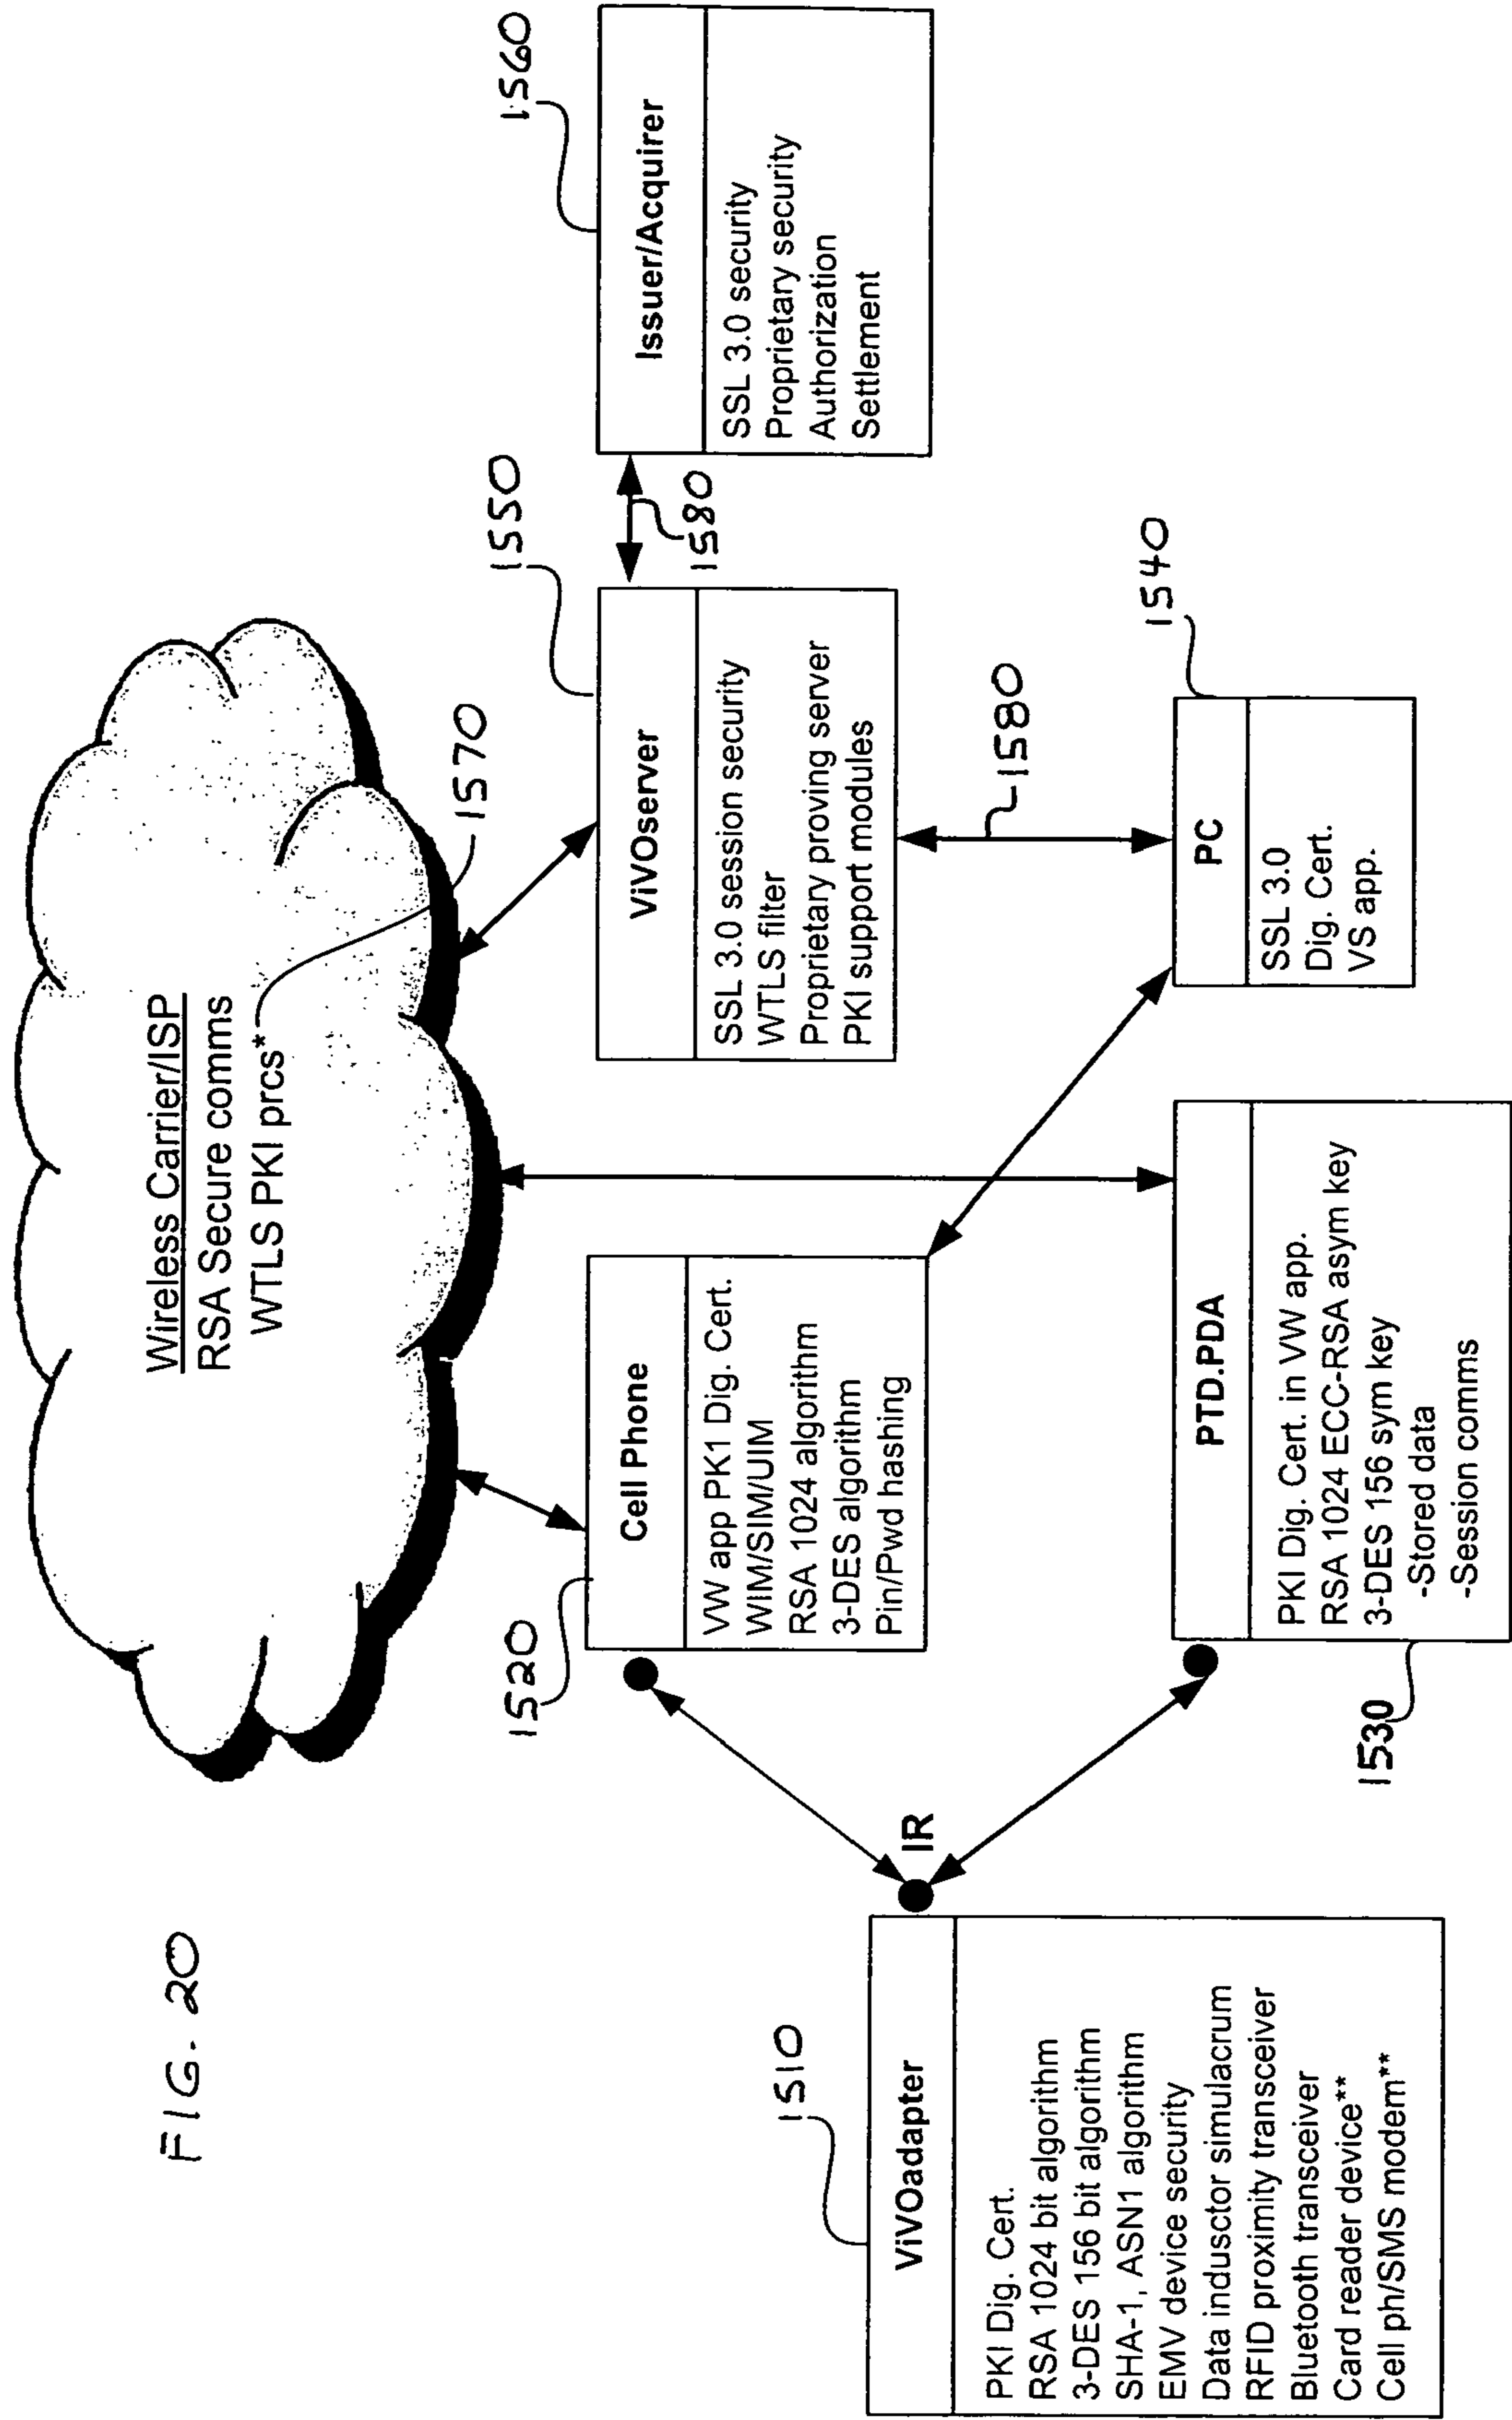 FIG. 20
Wireless Carrier/ISP
RSA Secure comms
WTLS PKI prcs*
1570
1510
ViVOadapter
PKI Dig. Cert.
RSA 1024 bit algorithm
3-DES 156 bit algorithm
SHA-1, ASN1 algorithm
EMV device security
Data indusctor simulacrum
RFID proximity transceiver
Bluetooth transceiver
Card reader device**
Cell ph/SMS modem**
IR
1520
Cell Phone
VW app PK1 Dig. Cert.
WIM/SIM/UIM
RSA 1024 algorithm
3-DES algorithm
Pin/Pwd hashing
1530
PTD.PDA
PKI Dig. Cert. in VW app.
RSA 1024 ECC-RSA asym key
3-DES 156 sym key
-Stored data
-Session comms
1550
ViVOserver
SSL 3.0 session security
WTLS filter
Proprietary proving server
PKI support modules
1580
1540
PC
SSL 3.0
Dig. Cert.
VS app.
1580
1560
Issuer/Acquirer
SSL 3.0 security
Proprietary security
Authorization
Settlement